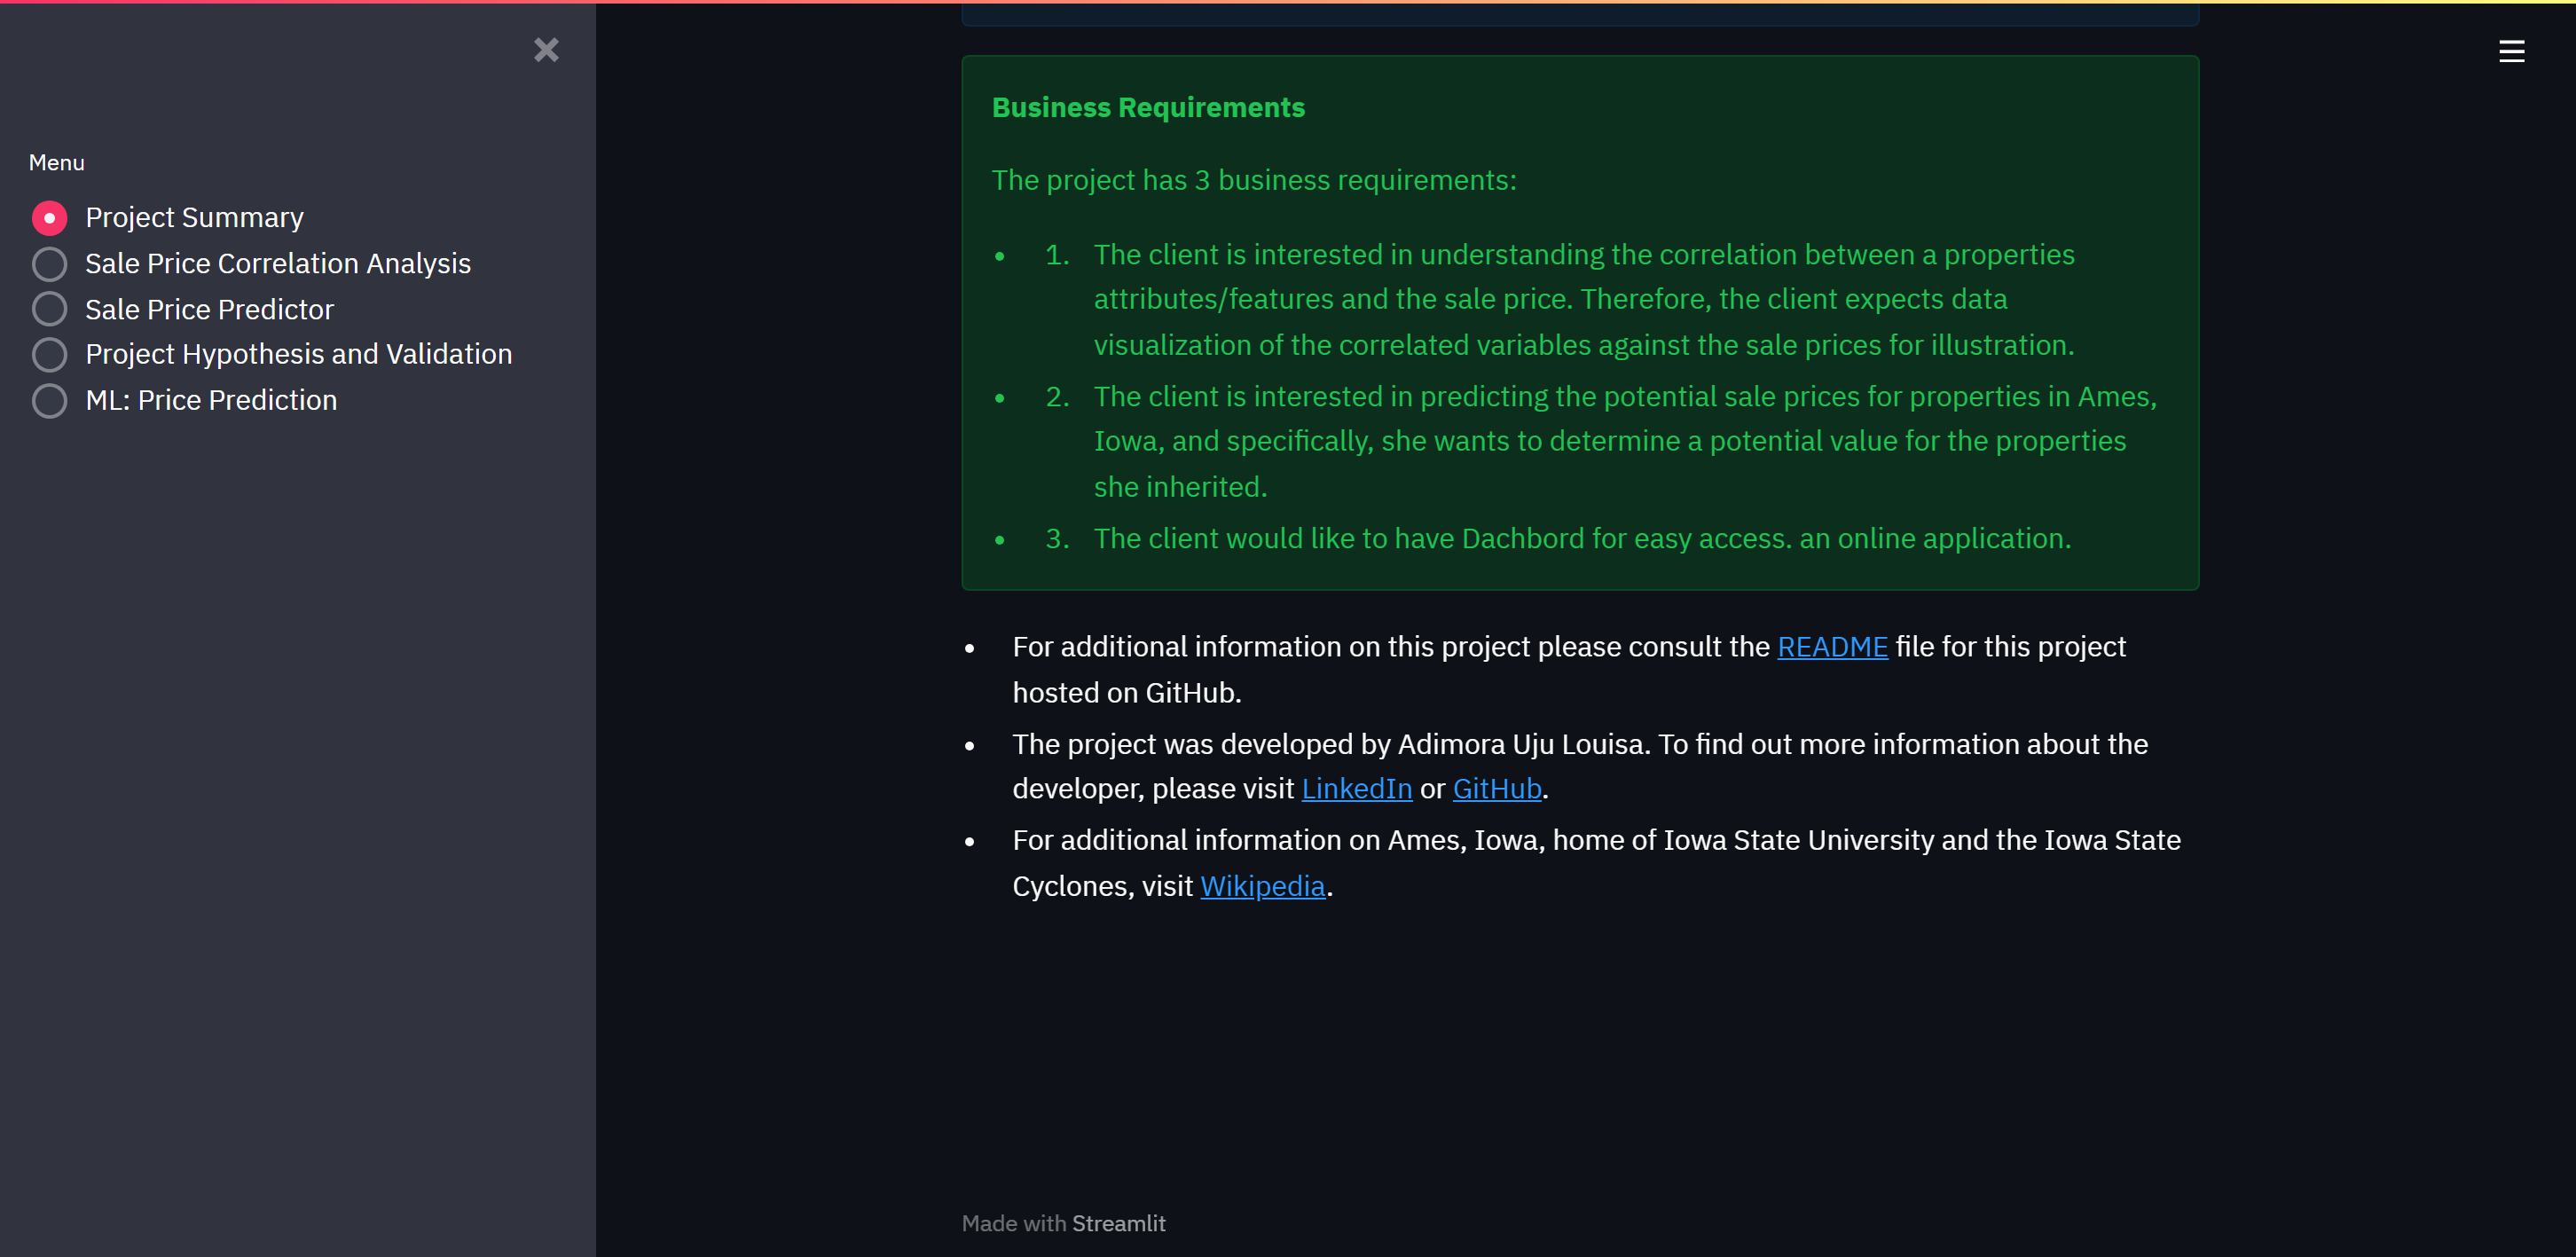 Menu
Project Summary
Sale Price Correlation Analysis
Sale Price Predictor
Project Hypothesis and Validation
ML: Price Prediction
Business Requirements
The project has 3 business requirements:
• 1. The client is interested in understanding the correlation between a properties
attributes/features and the sale price. Therefore, the client expects data
visualization of the correlated variables against the sale prices for illustration.
• 2. The client is interested in predicting the potential sale prices for properties in Ames,
Iowa, and specifically, she wants to determine a potential value for the properties
she inherited.
• 3. The client would like to have Dachbord for easy access. an online application.
• For additional information on this project please consult the README file for this project
hosted on GitHub.
• The project was developed by Adimora Uju Louisa. To find out more information about the
developer, please visit LinkedIn or GitHub.
• For additional information on Ames, Iowa, home of Iowa State University and the Iowa State
Cyclones, visit Wikipedia.
Made with Streamlit